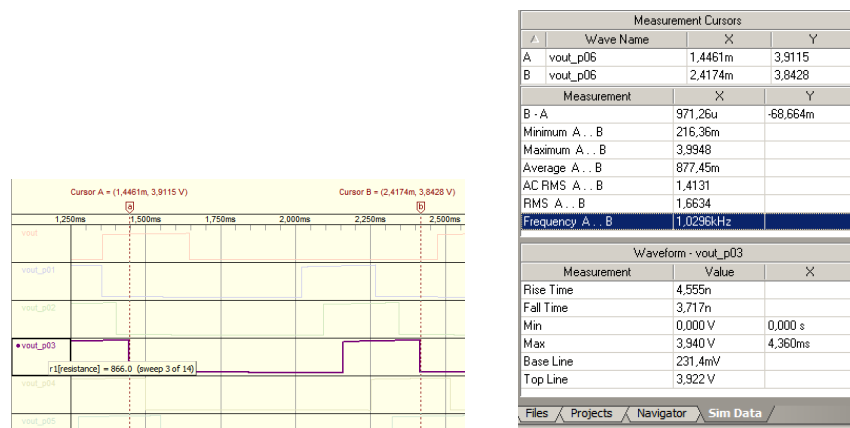 Measurement Cursors
Wave Name X Y
A vout_p06 1,4461m 3,9115
B vout_p06 2,4174m 3,8428
Measurement X Y
B - A 971,26u -68,664m
Minimum A . . B 216,36m
Maximum A . . B 3,9948
Average A . . B 877,45m
AC RMS A . . B 1,4131
RMS A . . B 1,6634
Frequency A . . B 1,0296kHz
Waveform - vout_p03
Measurement Value X
Rise Time 4,555n
Fall Time 3,717n
Min 0,000 V 0,000 s
Max 3,940 V 4,360ms
Base Line 231,4mV
Top Line 3,922 V
Files Projects Navigator Sim Data
Cursor A = (1,4461m, 3,9115 V) Cursor B = (2,4174m, 3,8428 V)
a b
1,250ms 1,500ms 1,750ms 2,000ms 2,250ms 2,500ms
vout
vout_p01
vout_p02
vout_p03
r1[resistance] = 866.0 (sweep 3 of 14)
vout_p04
vout_p05